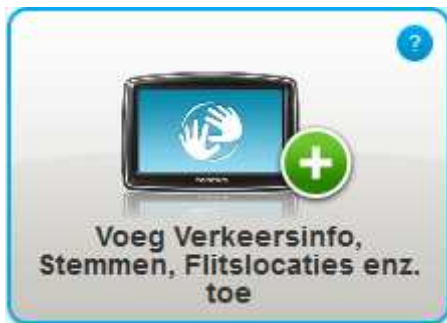 ?
Voeg Verkeersinfo,
Stemmen, Flitslocaties enz.
toe